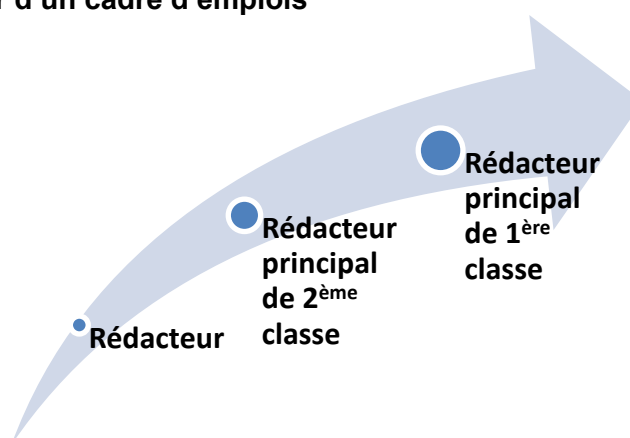 d'un cadre d'emplois
Rédacteur
principal
de 1ère
classe
Rédacteur
principal
de 2ème
classe
Rédacteur